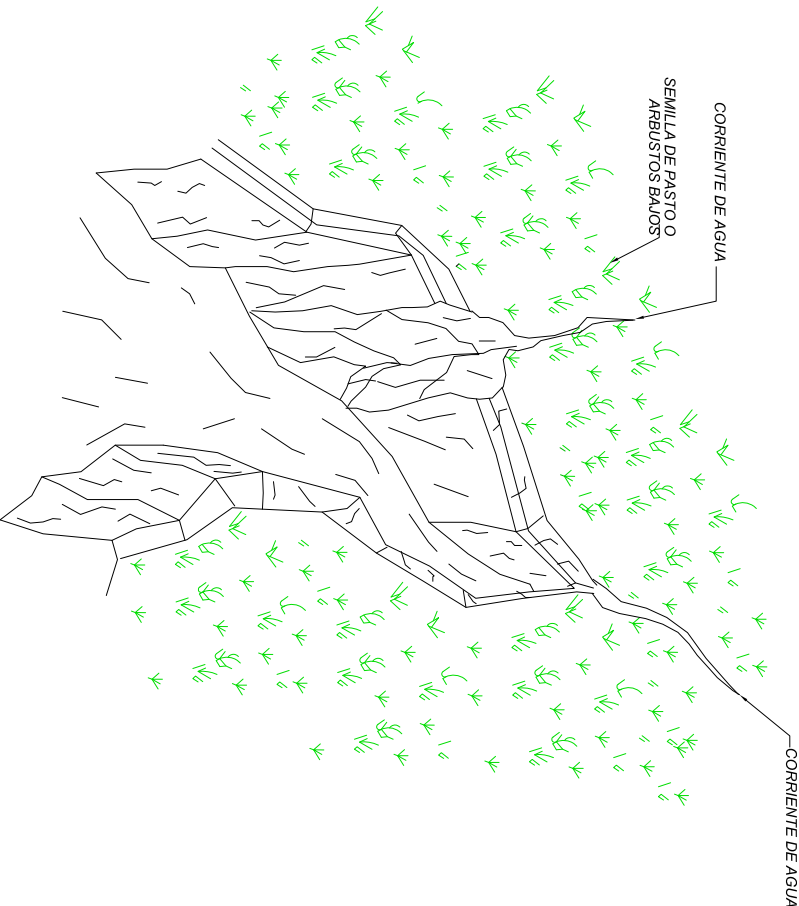 CORRIENTE DE AGUA
SEMILLA DE PASTO O
ARBUSTOS BAJOS
CORRIENTE DE AGUA